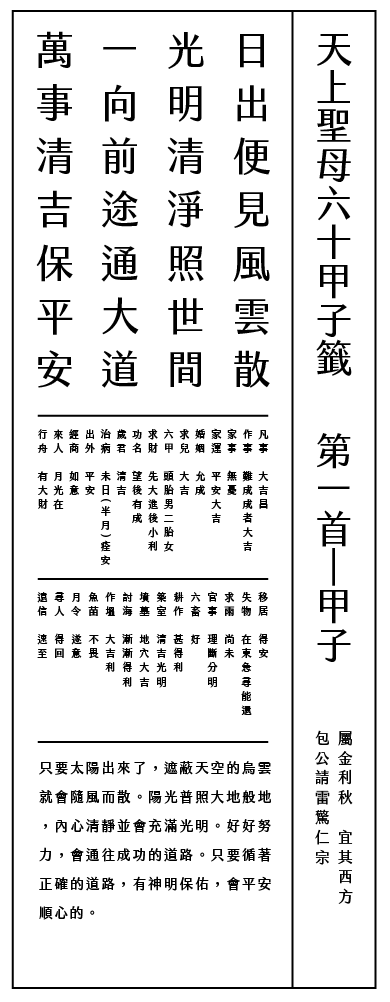 天上聖母六十甲子籤 第一首—甲子
屬金利秋 宜其西方
包公請雷驚仁宗
日出便見風雲散
光明清淨照世間
一向前途通大道
萬事清吉保平安
凡事 大吉昌
作事 難成成者大吉
家事 無憂
家運 平安大吉
婚姻 允成
求兒 大吉
六甲 頭胎男二胎女
求財 先大進後小利
功名 望後有成
歲君 清吉
治病 未日(半月)痊安
出外 平安
經商 如意
來人 月光在
行舟 有大財
移居 得安
失物 在東急尋能還
求雨 尚未
官事 理斷分明
六畜 好
耕作 甚得利
築室 清吉光明
墳墓 地穴大吉
討海 漸漸得利
作塭 大吉利
魚苗 不畏
月令 遂意
尋人 得回
遠信 速至
只要太陽出來了，遮蔽天空的烏雲
就會隨風而散。陽光普照大地般地
，內心清靜並會充滿光明。好好努
力，會通往成功的道路。只要循著
正確的道路，有神明保佑，會平安
順心的。